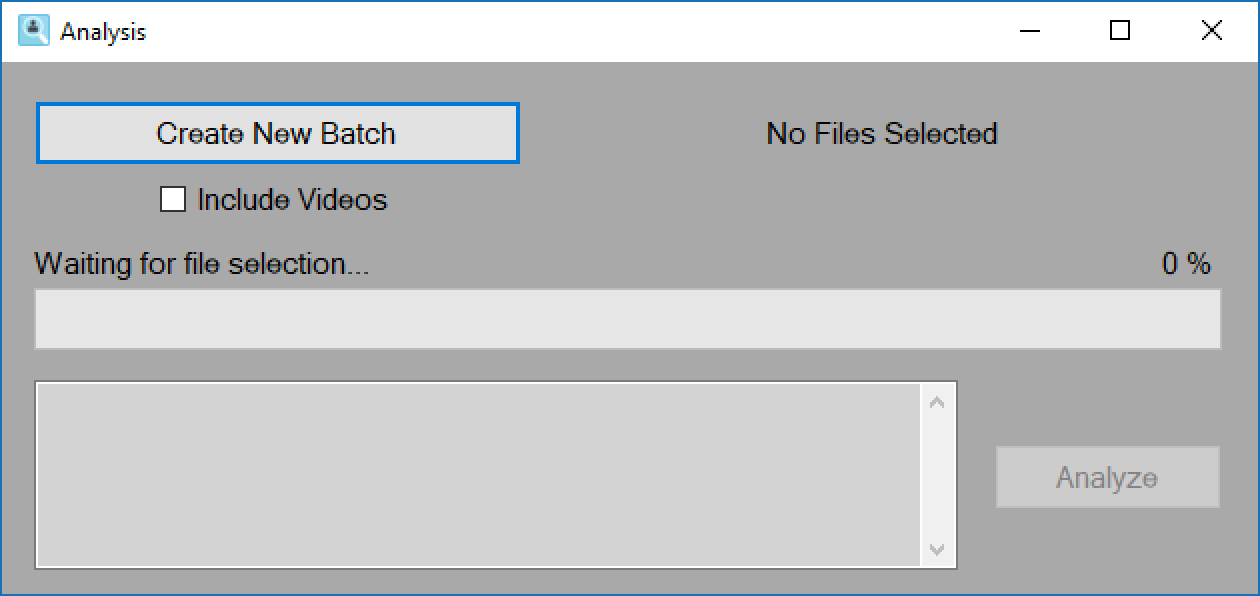 Analysis
Create New Batch
No Files Selected
Include Videos
Waiting for file selection...
0 %
Analyze